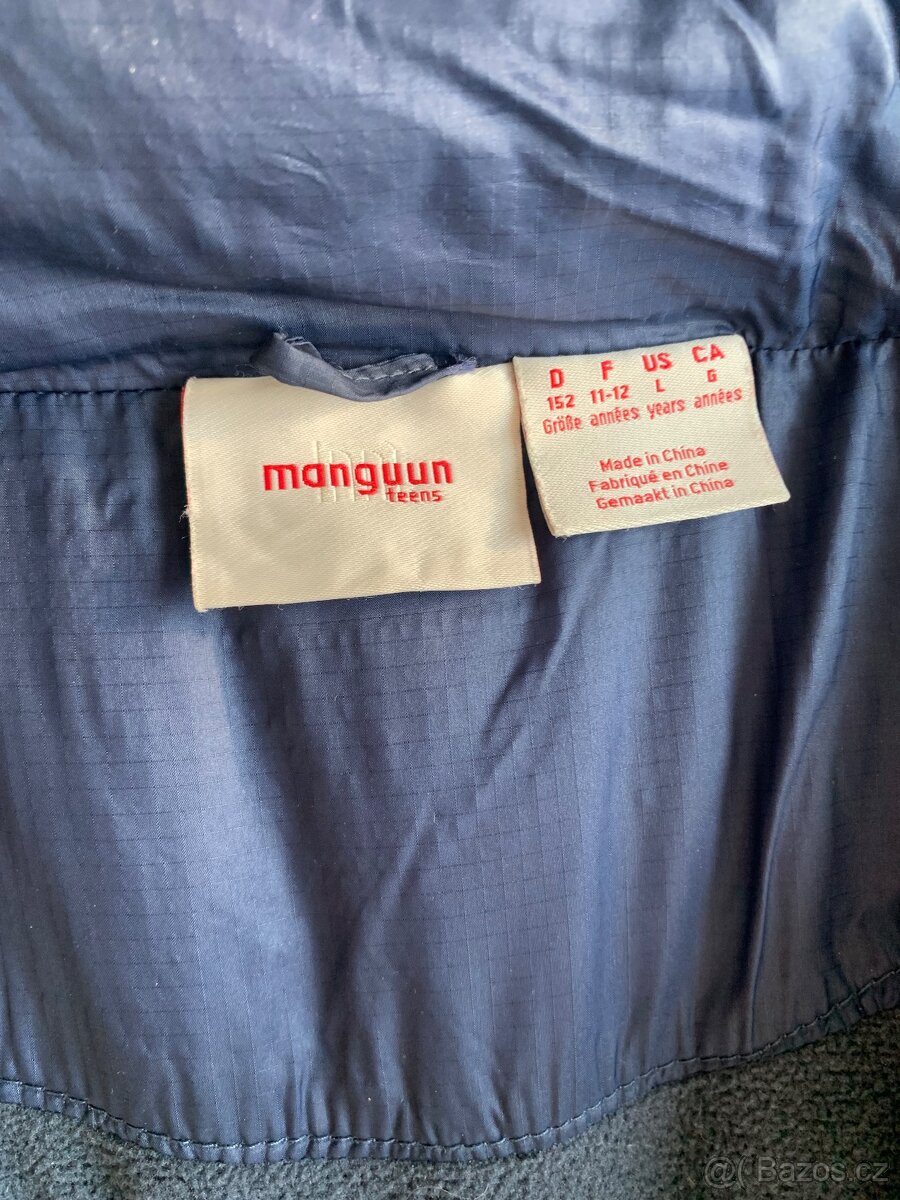 manguun
teens
D F US CA
152 11-12 L G
Größe années years années
Made in China
Fabriqué en Chine
Gemaakt in China
@( Bazos.cz